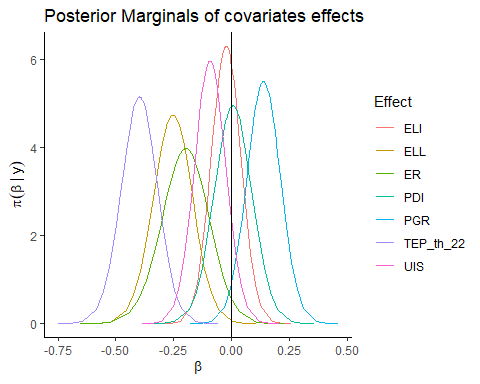 Posterior Marginals of covariates effects
π(β | y)
6
4
2
0
-0.75 -0.50 -0.25 0.00 0.25 0.50
β
Effect
ELI
ELL
ER
PDI
PGR
TEP_th_22
UIS